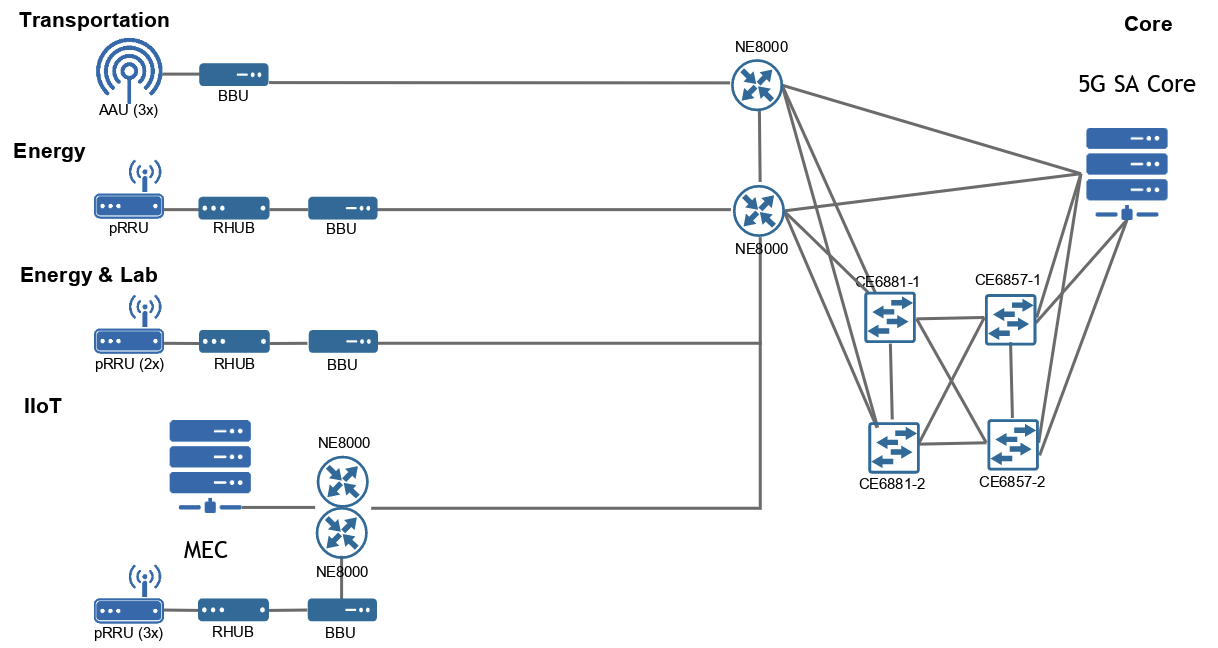 Transportation
Core
NE8000
5G SA Core
BBU
AAU (3x)
Energy
pRRU
RHUB
BBU
NE8000
Energy & Lab
CE6881-1
CE6857-1
pRRU (2x)
RHUB
BBU
IIoT
NE8000
CE6881-2
CE6857-2
MEC
NE8000
pRRU (3x)
RHUB
BBU